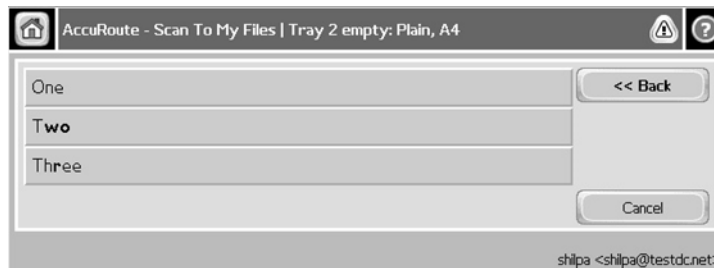 AccuRoute - Scan To My Files | Tray 2 empty: Plain, A4
?
One
<< Back
Two
Three
Cancel
shilpa <shilpa@testdc.net>